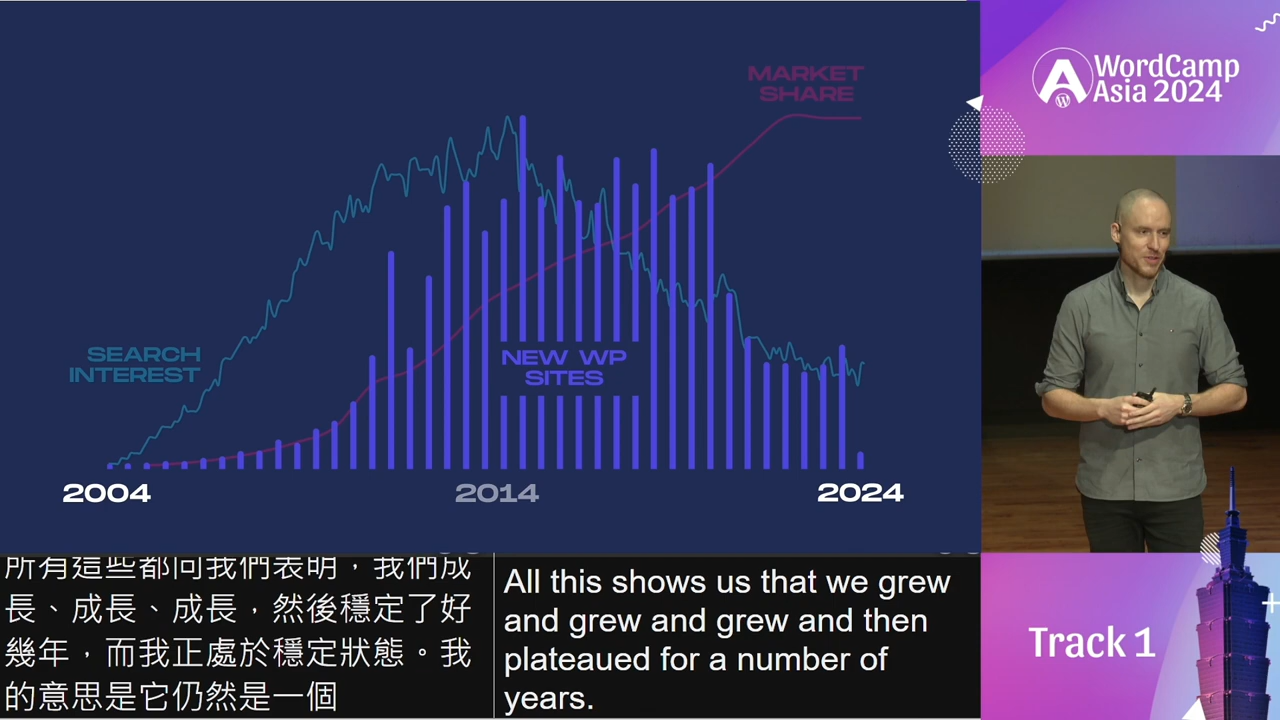 MARKET
SHARE
SEARCH
INTEREST
NEW WP
SITES
2004
2014
2024
所有這些都向我們表明，我們成
長、成長、成長，然後穩定了好
幾年，而我正處於穩定狀態。我
的意思是它仍然是一個
All this shows us that we grew
and grew and grew and then
plateaued for a number of
years.
WordCamp
Asia 2024
Track 1